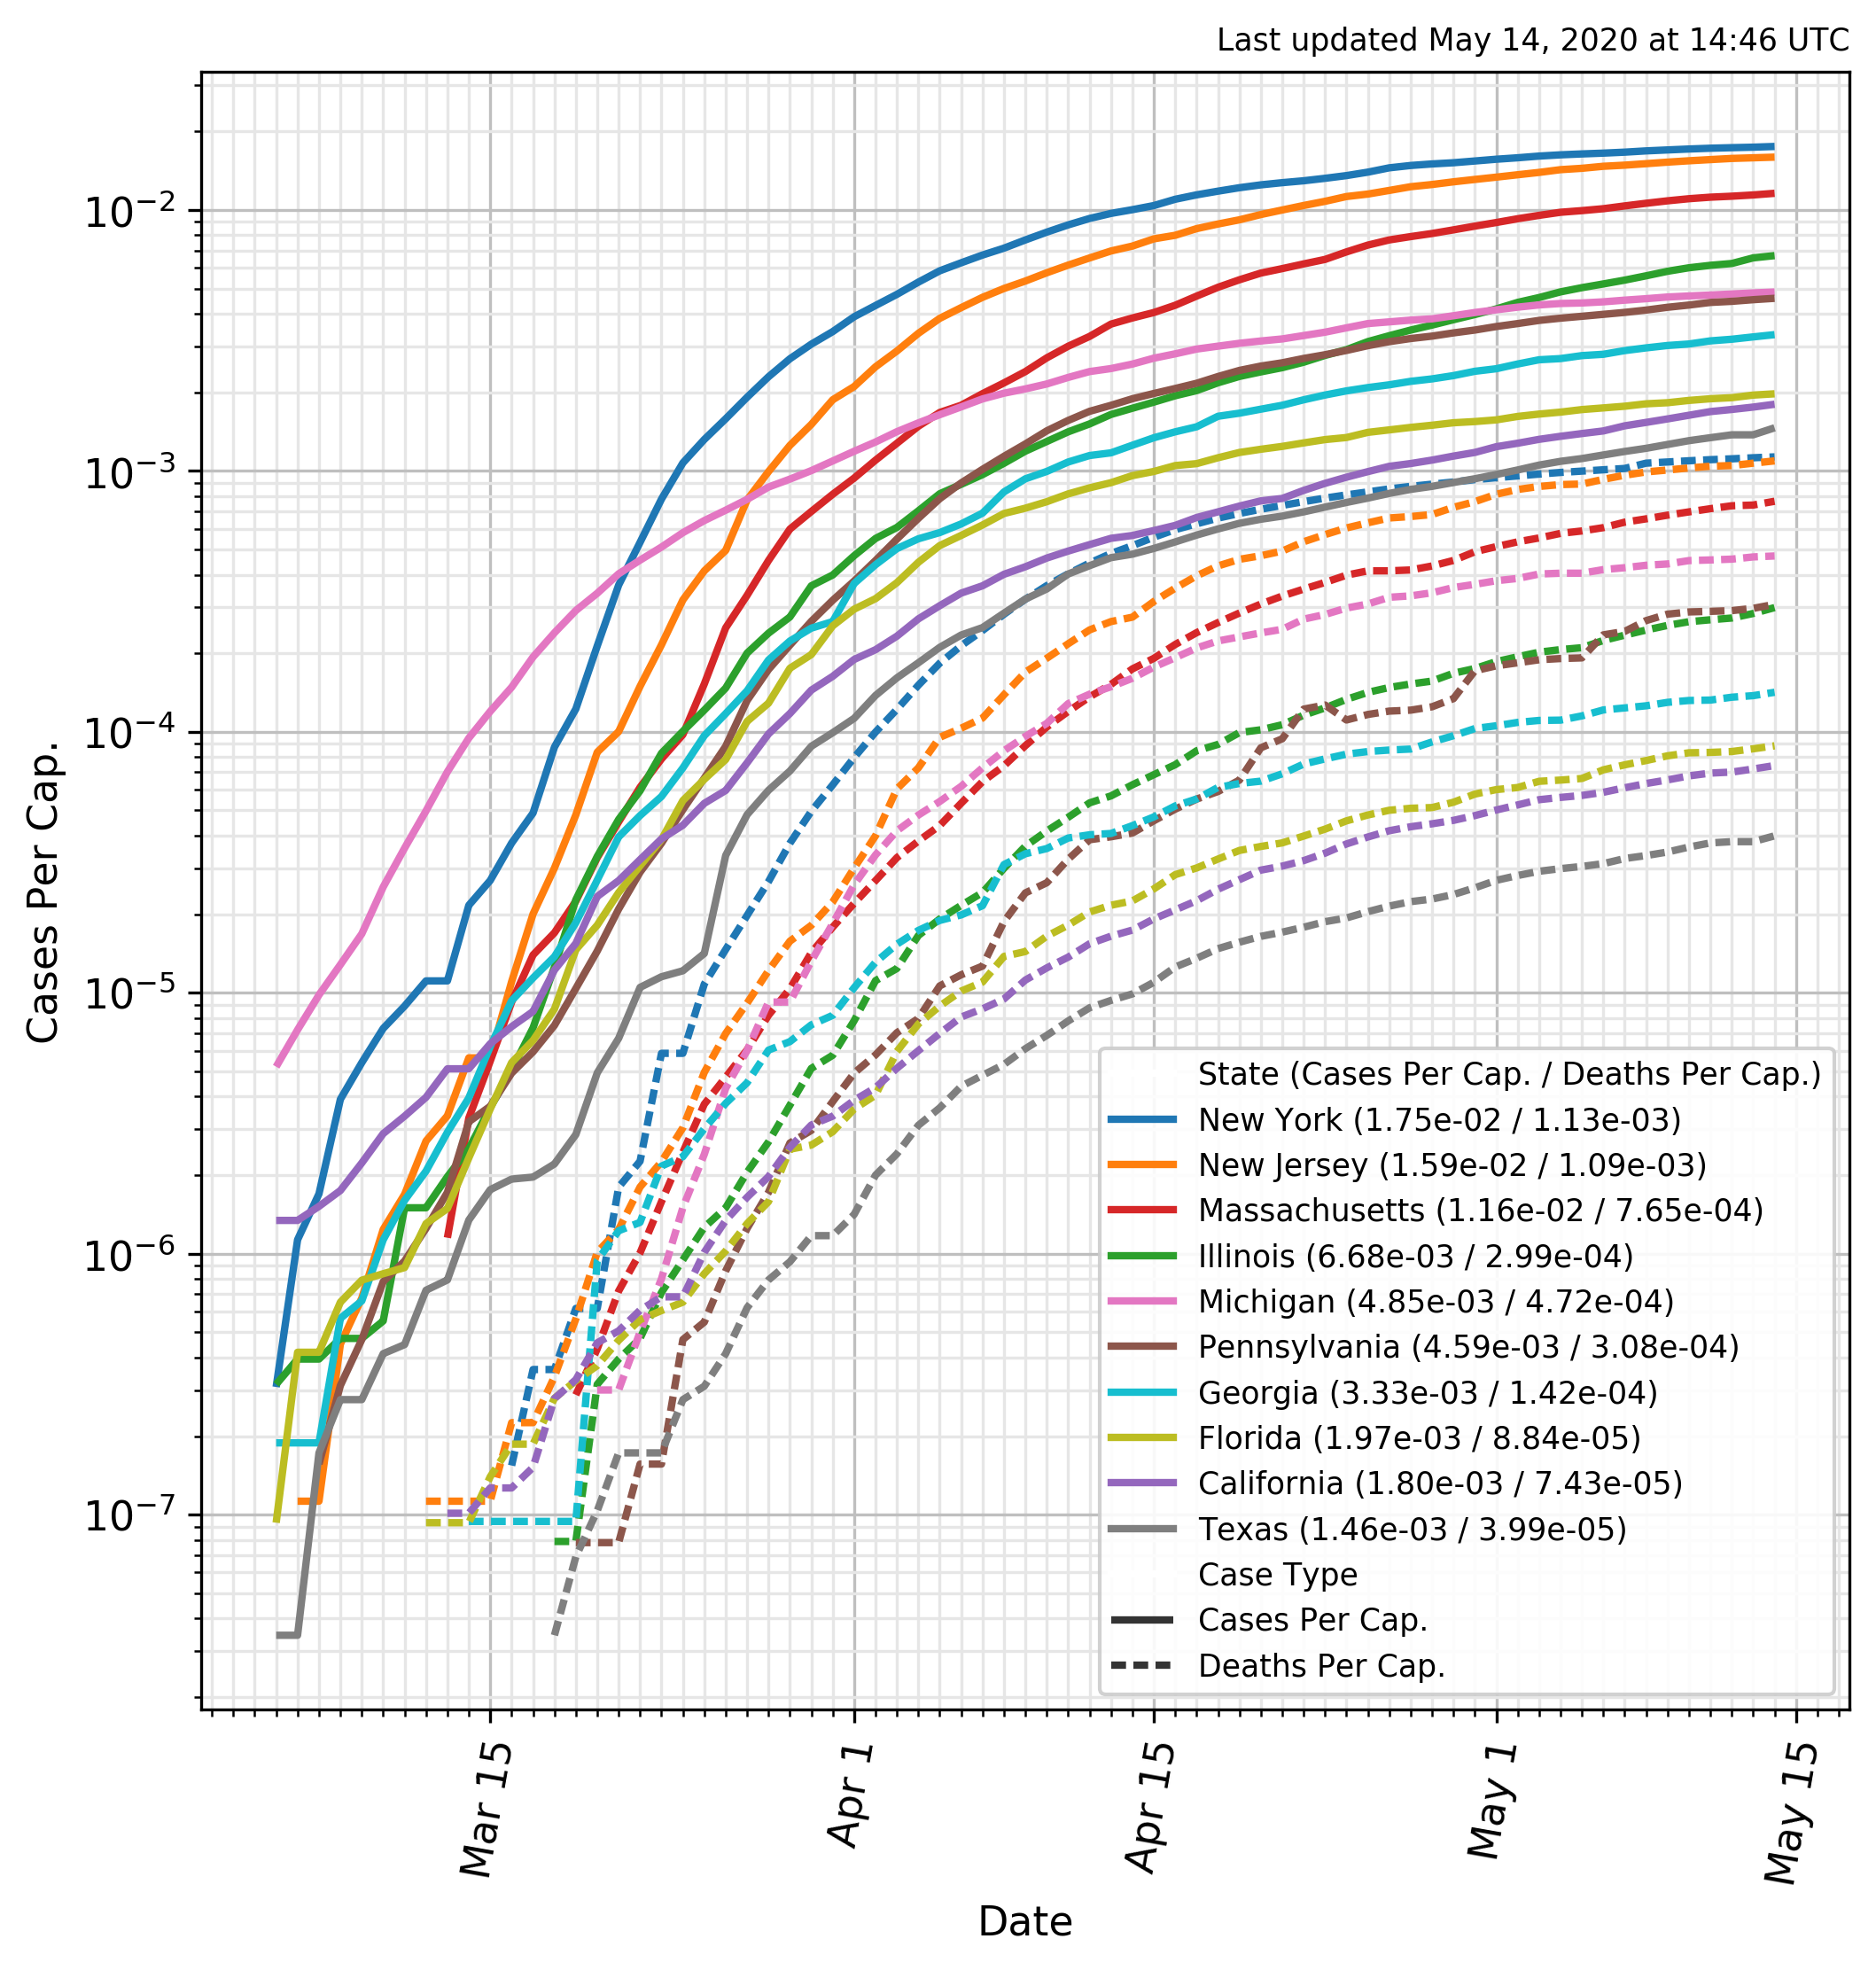 Last updated May 14, 2020 at 14:46 UTC
10⁻²
10⁻³
10⁻⁴
10⁻⁵
10⁻⁶
10⁻⁷
Cases Per Cap.
State (Cases Per Cap. / Deaths Per Cap.)
New York (1.75e-02 / 1.13e-03)
New Jersey (1.59e-02 / 1.09e-03)
Massachusetts (1.16e-02 / 7.65e-04)
Illinois (6.68e-03 / 2.99e-04)
Michigan (4.85e-03 / 4.72e-04)
Pennsylvania (4.59e-03 / 3.08e-04)
Georgia (3.33e-03 / 1.42e-04)
Florida (1.97e-03 / 8.84e-05)
California (1.80e-03 / 7.43e-05)
Texas (1.46e-03 / 3.99e-05)
Case Type
Cases Per Cap.
Deaths Per Cap.
Mar 15
Apr 1
Apr 15
May 1
May 15
Date